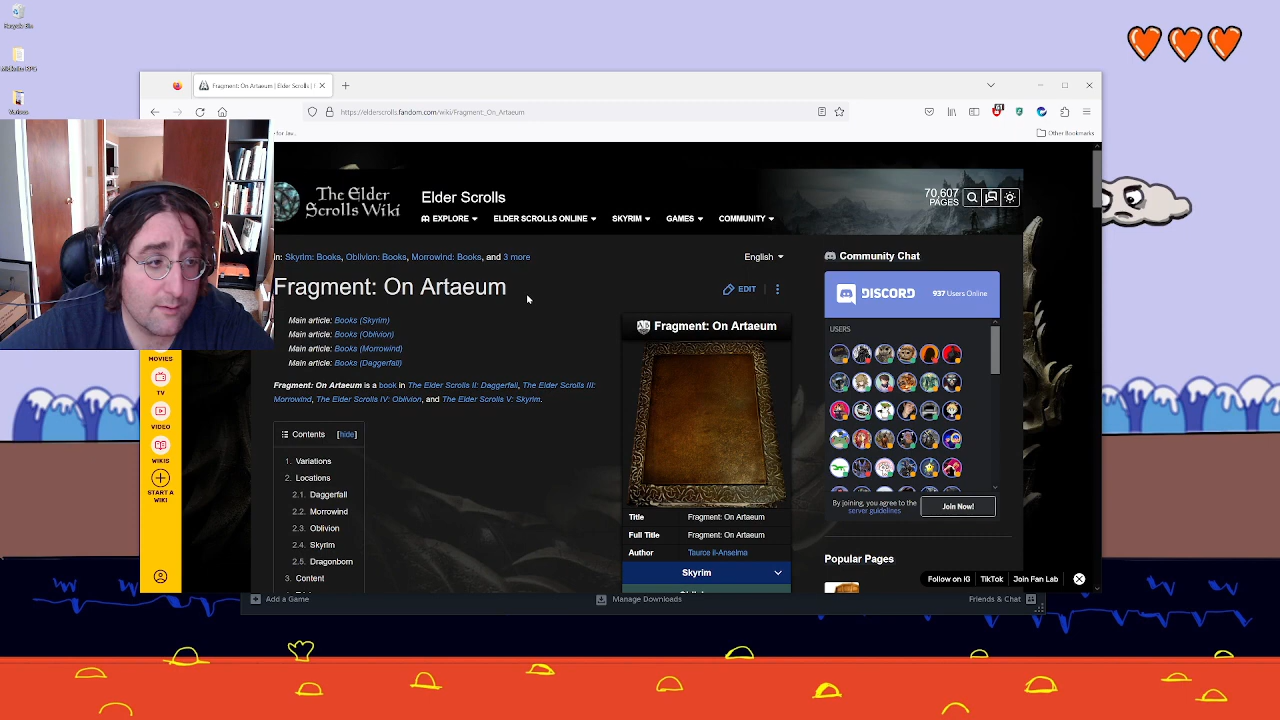 Recycle Bin
Fragment: On Artaeum | Elder Scrolls |
https://elderscrolls.fandom.com/wiki/Fragment:_On_Artaeum
for Jav..
Other Bookmarks
The Elder
Scrolls Wiki
Elder Scrolls
70,607
PAGES
EXPLORE
ELDER SCROLLS ONLINE
SKYRIM
GAMES
COMMUNITY
in: Skyrim: Books, Oblivion: Books, Morrowind: Books, and 3 more
English
Fragment: On Artaeum
EDIT
Main article: Books (Skyrim)
Main article: Books (Oblivion)
Main article: Books (Morrowind)
Main article: Books (Daggerfall)
Fragment: On Artaeum is a book in The Elder Scrolls II: Daggerfall, The Elder Scrolls III:
Morrowind, The Elder Scrolls IV: Oblivion, and The Elder Scrolls V: Skyrim.
Contents [hide]
1. Variations
2. Locations
2.1. Daggerfall
2.2. Morrowind
2.3. Oblivion
2.4. Skyrim
2.5. Dragonborn
3. Content
Fragment: On Artaeum
Title Fragment: On Artaeum
Full Title Fragment: On Artaeum
Author Taurce il-Anselma
Skyrim
Community Chat
DISCORD
937 Users Online
USERS
By joining, you agree to the
server guidelines
Join Now!
Popular Pages
Follow on IG
TikTok
Join Fan Lab
MOVIES
TV
VIDEO
WIKIS
START A
WIKI
Add a Game
Manage Downloads
Friends & Chat